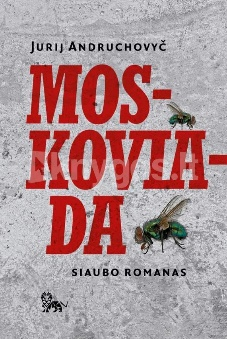 JURIJ ANDRUCHOVYČ
MOS-
KOVIA-
DA
SIAUBO ROMANAS